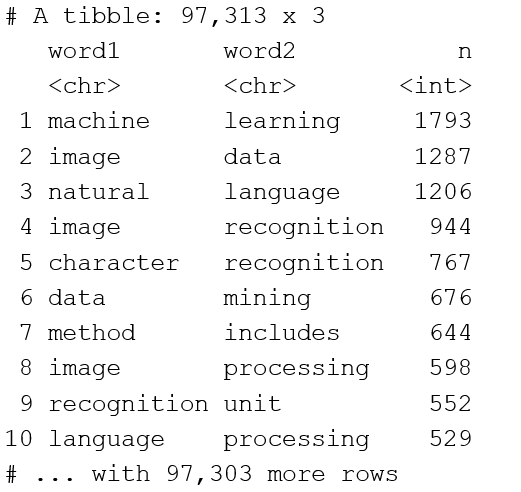 # A tibble: 97,313 x 3
   word1       word2           n
   <chr>       <chr>       <int>
 1 machine     learning     1793
 2 image       data         1287
 3 natural     language     1206
 4 image       recognition   944
 5 character   recognition   767
 6 data        mining        676
 7 method      includes      644
 8 image       processing    598
 9 recognition unit          552
10 language    processing    529
# ... with 97,303 more rows